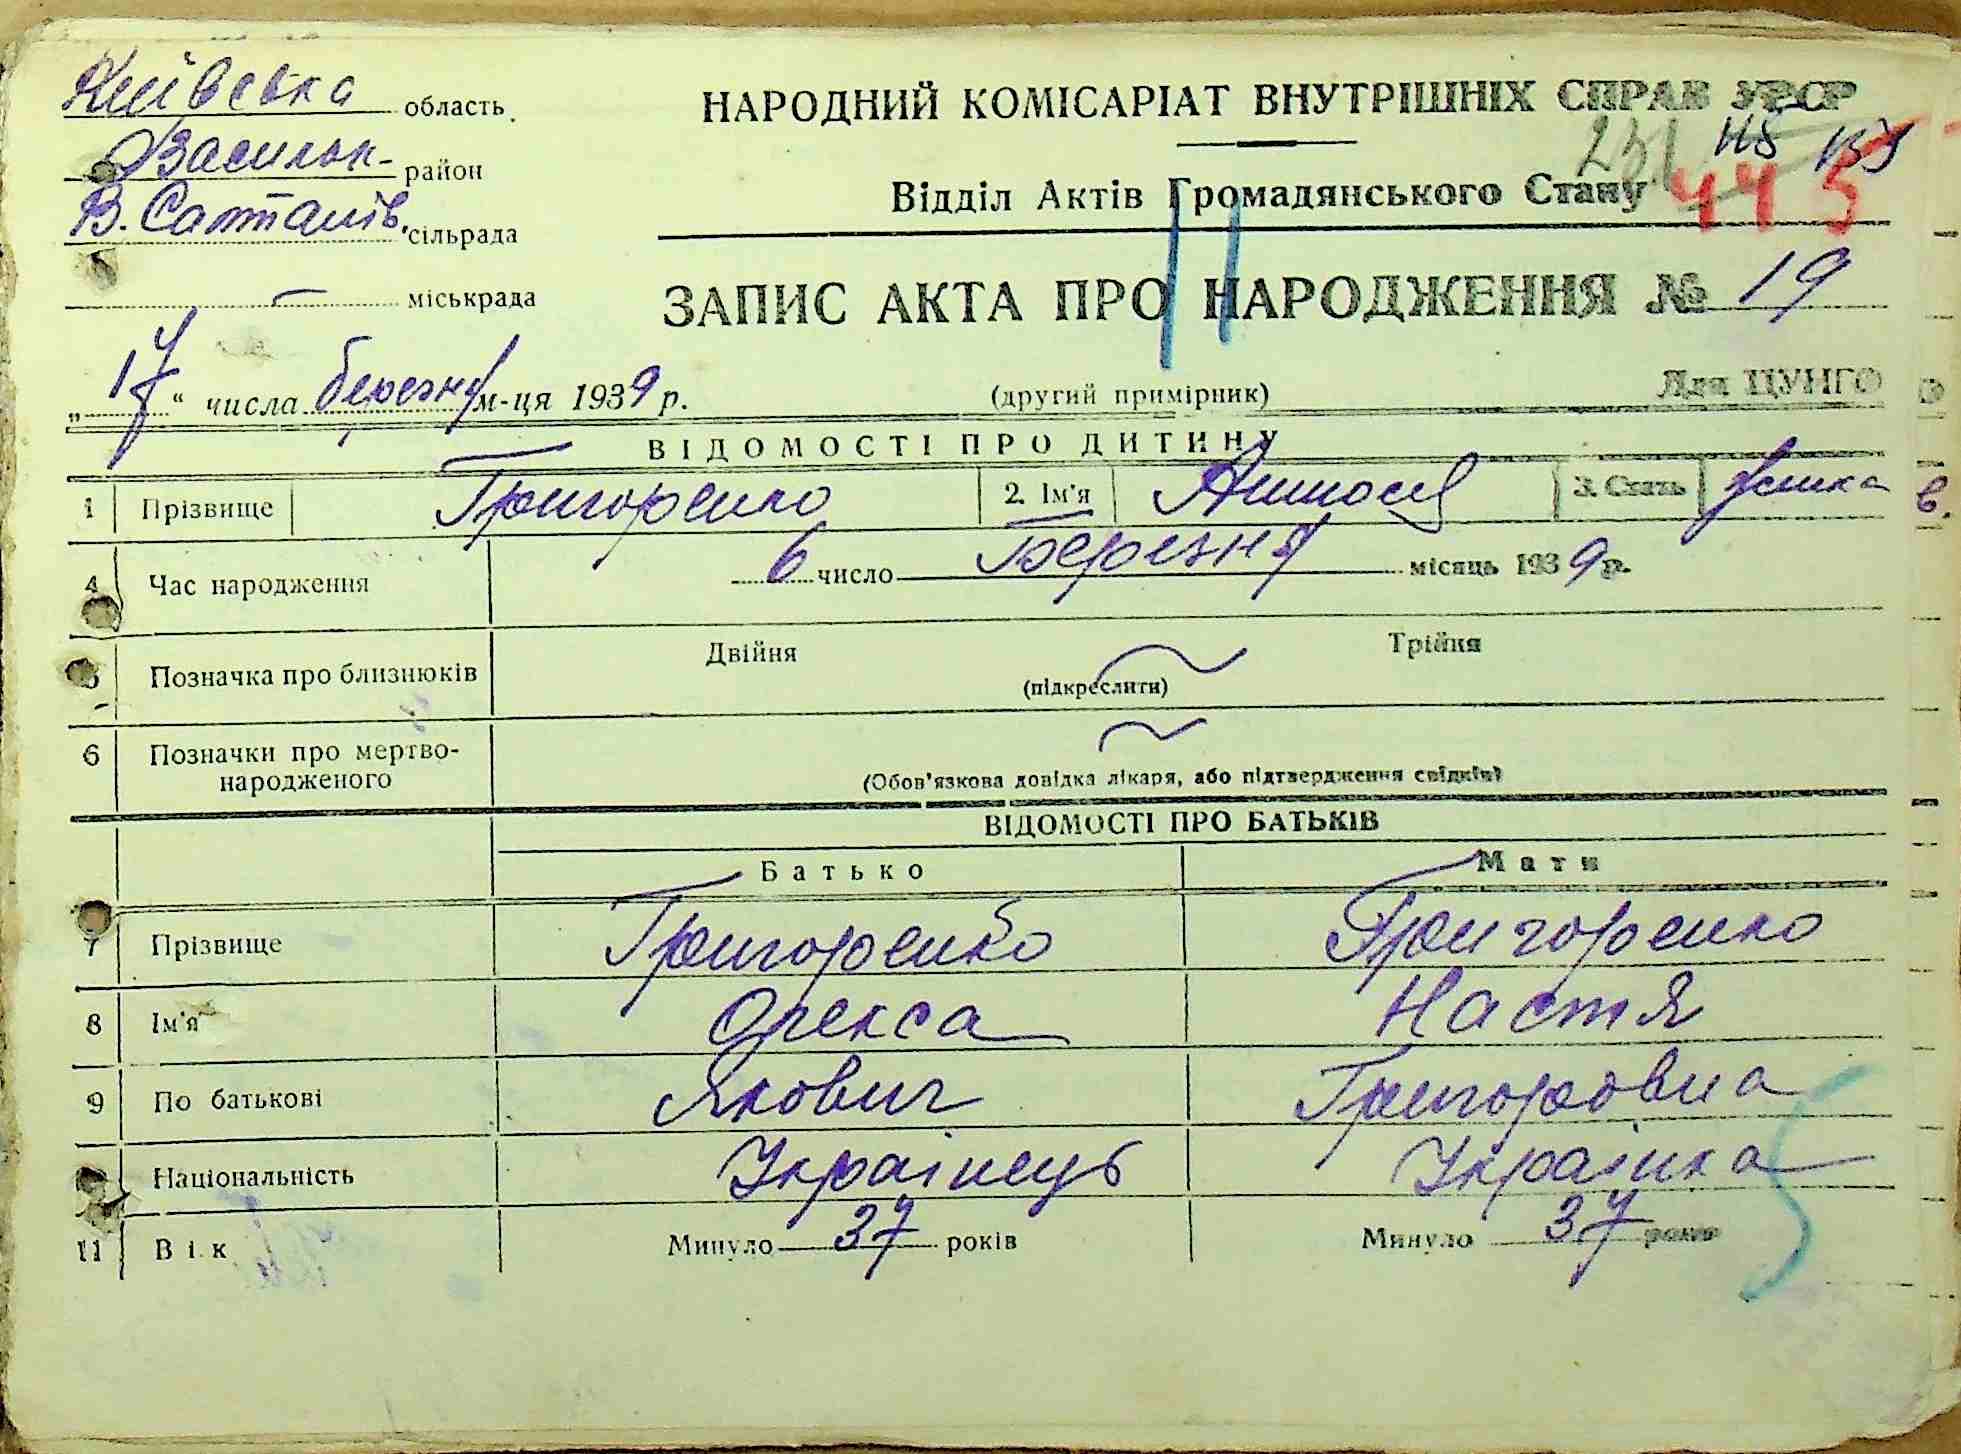 Київська область.
Васильк- район
В. Солтанів. сільрада
— міськрада
НАРОДНИЙ КОМІСАРІАТ ВНУТРІШНІХ СПРАВ УРСР
Відділ Актів Громадянського Стану
445
ЗАПИС АКТА ПРО НАРОДЖЕННЯ № 19
„17“ числа березня м-ця 1939 р. (другий примірник) Для ЦУНГО
ВІДОМОСТІ ПРО ДИТИНУ
1 Прізвище Григоренко 2. Ім'я 3. Стать жінка
4 Час народження 6 число Березня місяць 1939 р.
5 Позначка про близнюків Двійня (підкреслити) Трійня
6 Позначки про мертво-
народженого (Обов'язкова довідка лікаря, або підтвердження свідків)
ВІДОМОСТІ ПРО БАТЬКІВ
Батько Мати
7 Прізвище Григоренко Григоренко
8 Ім'я Олекса Настя
9 По батькові Якович Григоровна
Національність Українець Українка
11 Вік Минуло 37 років Минуло 37 років